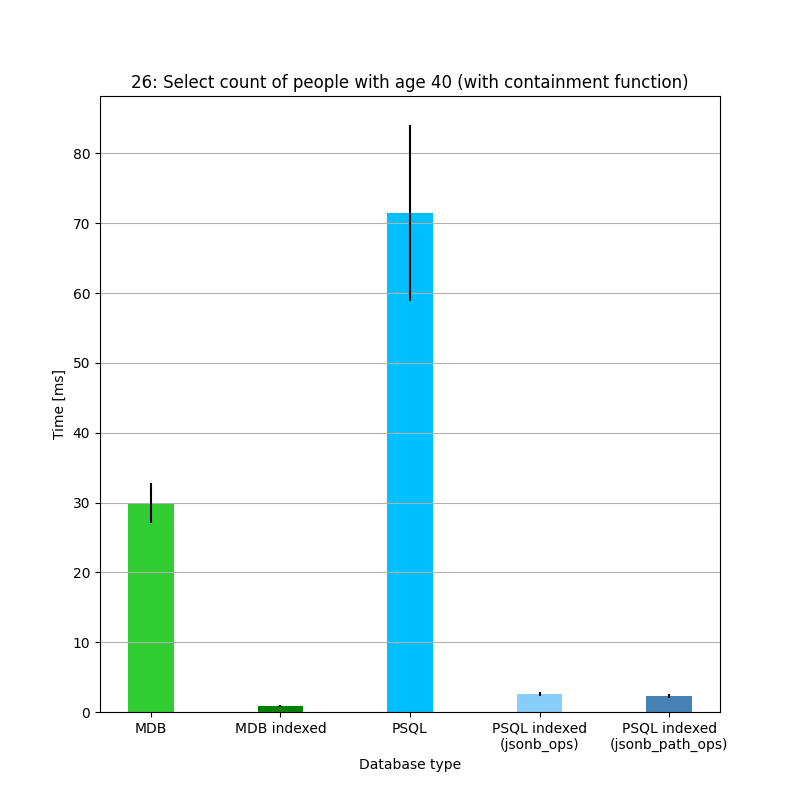 26: Select count of people with age 40 (with containment function)
80
70
60
50
40
30
20
10
0
Time [ms]
MDB
MDB indexed
PSQL
PSQL indexed
(jsonb_ops)
PSQL indexed
(jsonb_path_ops)
Database type